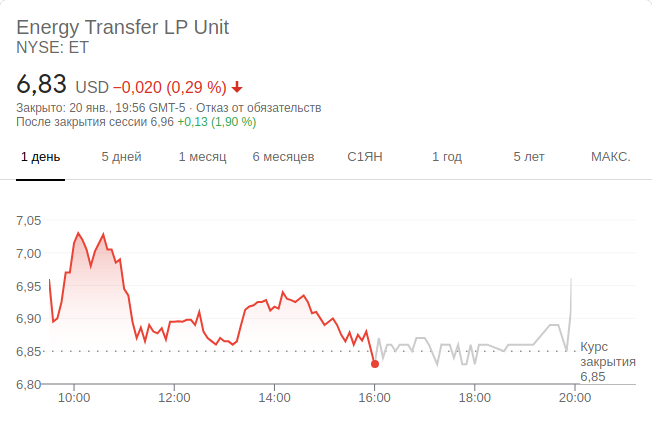 Energy Transfer LP Unit
NYSE: ET
6,83 USD −0,020 (0,29 %)
Закрыто: 20 янв., 19:56 GMT-5 · Отказ от обязательств
После закрытия сессии 6,96 +0,13 (1,90 %)
1 день 5 дней 1 месяц 6 месяцев С1ЯН 1 год 5 лет МАКС.
7,05
7,00
6,95
6,90
6,85
6,80
Курс
закрытия
6,85
10:00 12:00 14:00 16:00 18:00 20:00